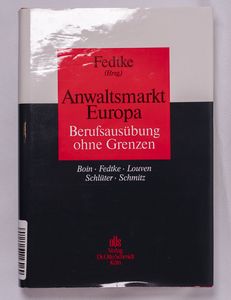 Fedtke
(Hrsg.)
Anwaltsmarkt
Europa
Berufsausübung
ohne Grenzen
Boin · Fedtke · Louven
Schlüter · Schmitz
Verlag
Dr.Otto Schmidt
Köln